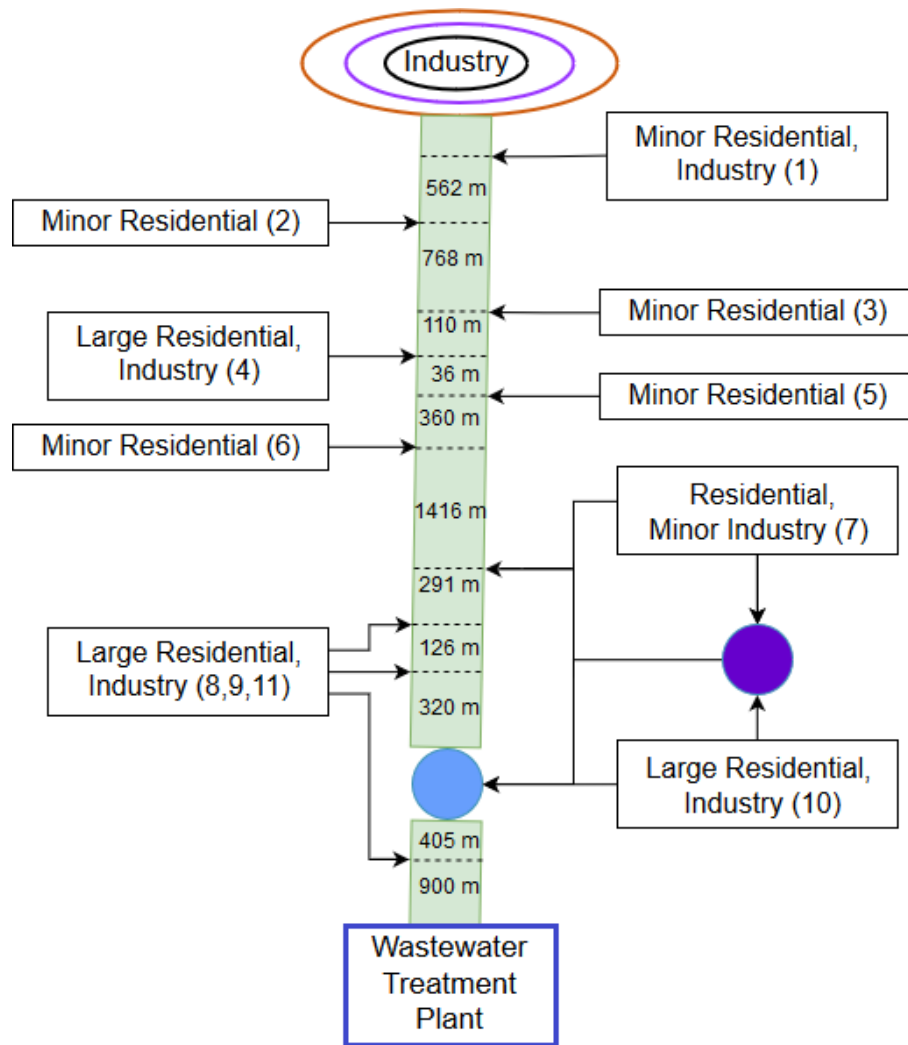 Industry
Minor Residential,
Industry (1)
562 m
Minor Residential (2)
768 m
Minor Residential (3)
110 m
Large Residential,
Industry (4)
36 m
Minor Residential (5)
360 m
Minor Residential (6)
1416 m
Residential,
Minor Industry (7)
291 m
Large Residential,
Industry (8,9,11)
126 m
320 m
Large Residential,
Industry (10)
405 m
900 m
Wastewater
Treatment
Plant